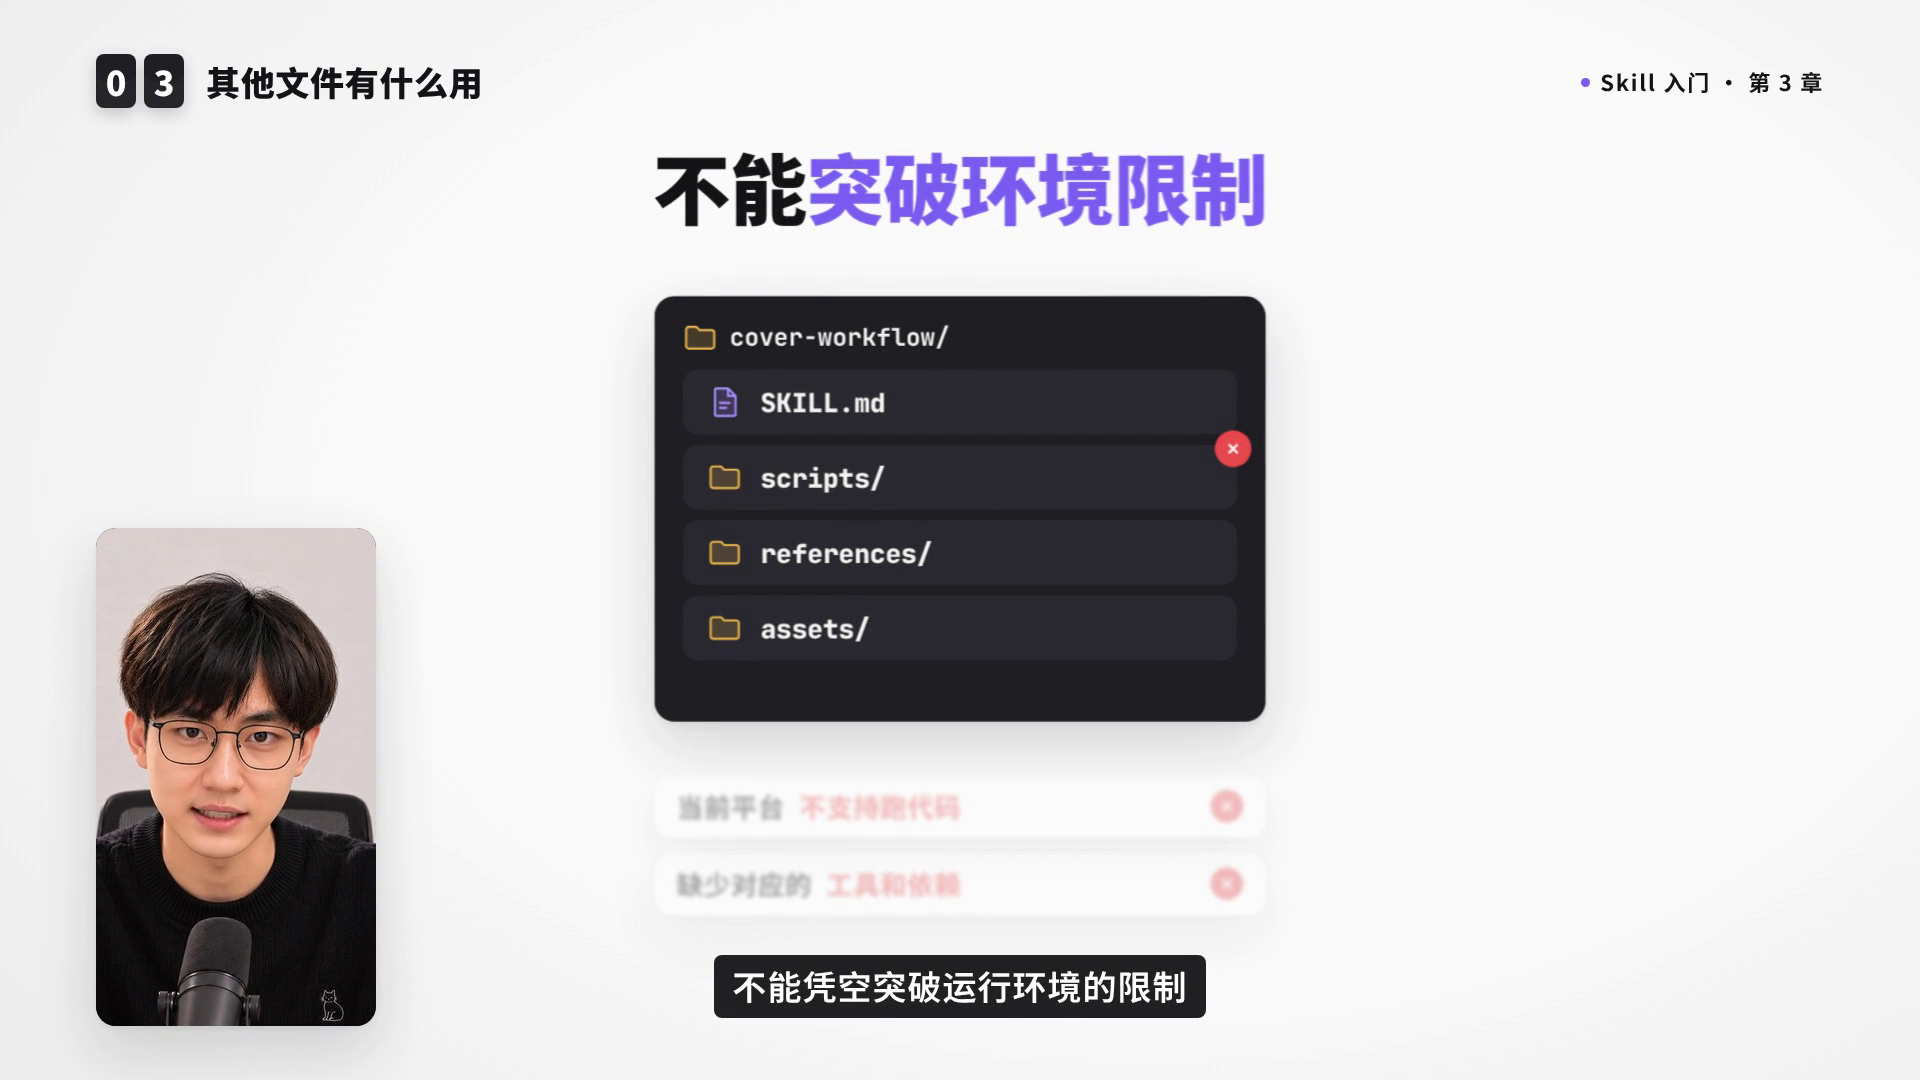 03 其他文件有什么用
Skill 入门 · 第 3 章
不能突破环境限制
cover-workflow/
SKILL.md
scripts/
references/
assets/
当前平台 不支持跑代码
缺少对应的 工具和依赖
不能凭空突破运行环境的限制